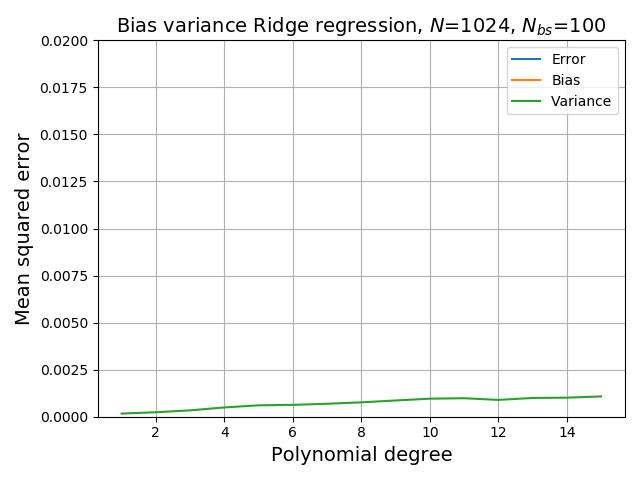 Bias variance Ridge regression, N=1024, N_bs=100
0.0200
0.0175
0.0150
0.0125
0.0100
0.0075
0.0050
0.0025
0.0000
Mean squared error
Error
Bias
Variance
2 4 6 8 10 12 14
Polynomial degree